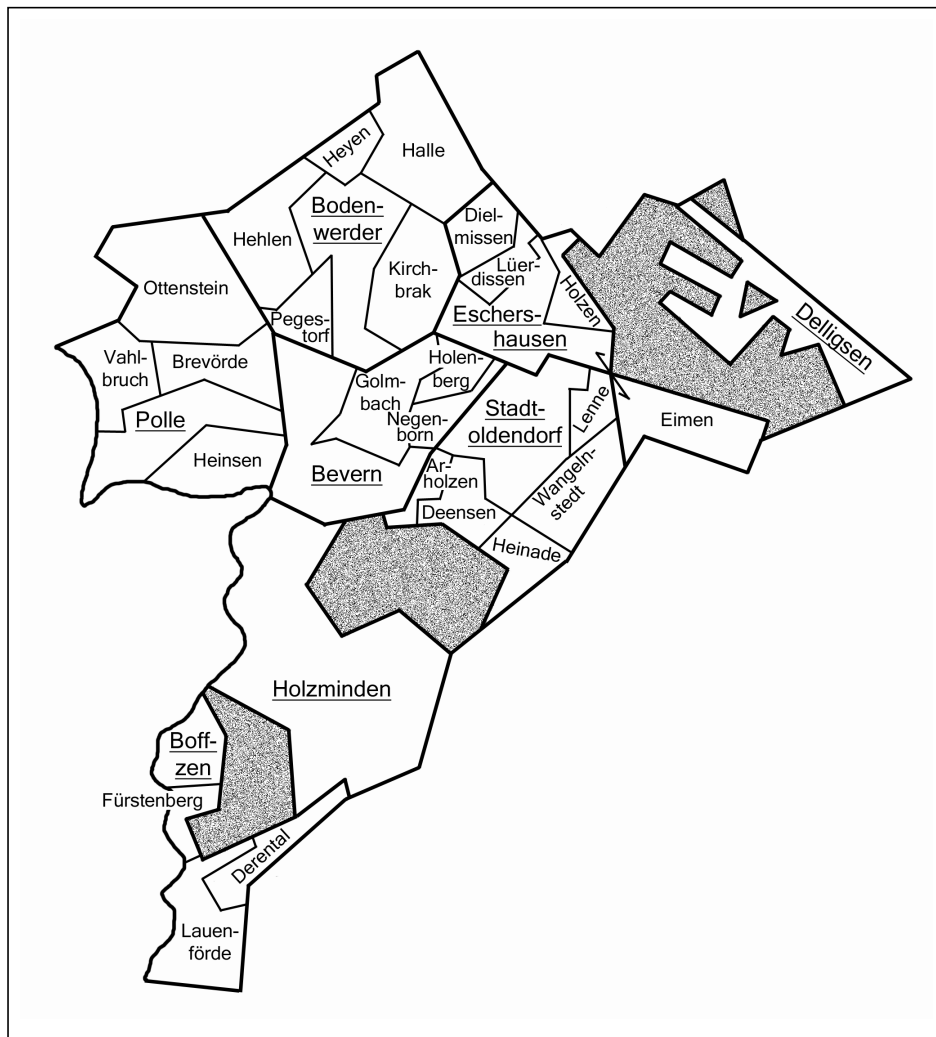 Heyen
Halle
Boden-
werder
Diel-
missen
Hehlen
Lüer-
dissen
Kirch-
brak
Ottenstein
Holzen
Peges-
torf
Eschers-
hausen
Delligsen
Vahl-
bruch
Brevörde
Holen-
berg
Golm-
bach
Negen-
born
Polle
Stadt-
oldendorf
Lenne
Eimen
Heinsen
Bevern
Ar-
holzen
Wangeln-
stedt
Deensen
Heinade
Holzminden
Boff-
zen
Fürstenberg
Derental
Lauen-
förde